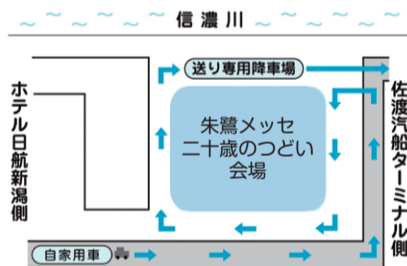 信濃川
送り専用降車場
ホテル日航新潟側
朱鷺メッセ
二十歳のつどい
会場
佐渡汽船ターミナル側
自家用車